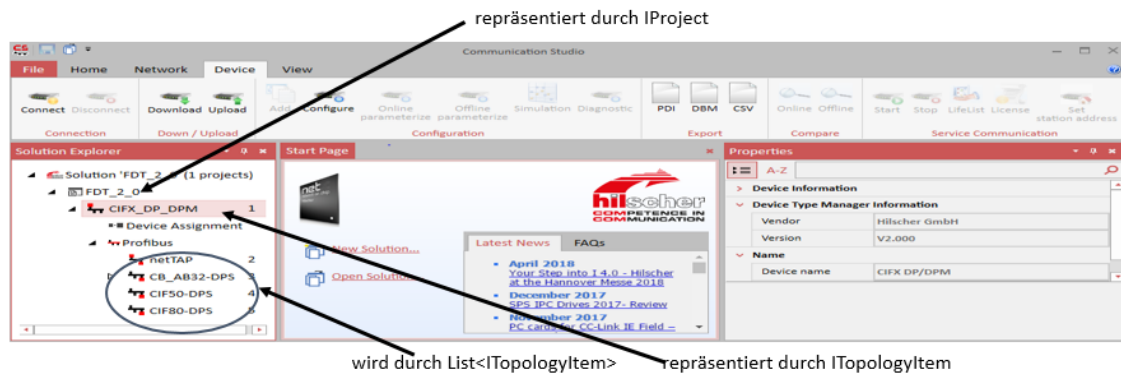 repräsentiert durch IProject
CS
Communication Studio
File Home Network Device View
Connect Disconnect Download Upload Add Configure Online parameterize Offline parameterize Simulation Diagnostic PDI DBM CSV Online Offline Start Stop LifeList License Set station address
Connection Down / Upload Configuration Export Compare Service Communication
Solution Explorer
Solution 'FDT_2_0' (1 projects)
FDT_2_0
CIFX_DP_DPM 1
Device Assignment
Profibus
netTAP 2
CB_AB32-DPS 3
CIF50-DPS 4
CIF80-DPS 5
Start Page
net
hilscher
COMPETENCE IN
COMMUNICATION
New Solution...
Open Solution...
Latest News FAQs
April 2018
Your Step into I 4.0 - Hilscher
at the Hannover Messe 2018
December 2017
SPS IPC Drives 2017- Review
November 2017
PC cards for CC-Link IE Field –
Properties
A-Z
Device Information
Device Type Manager Information
Vendor Hilscher GmbH
Version V2.000
Name
Device name CIFX DP/DPM
wird durch List<ITopologyItem> repräsentiert durch ITopologyItem